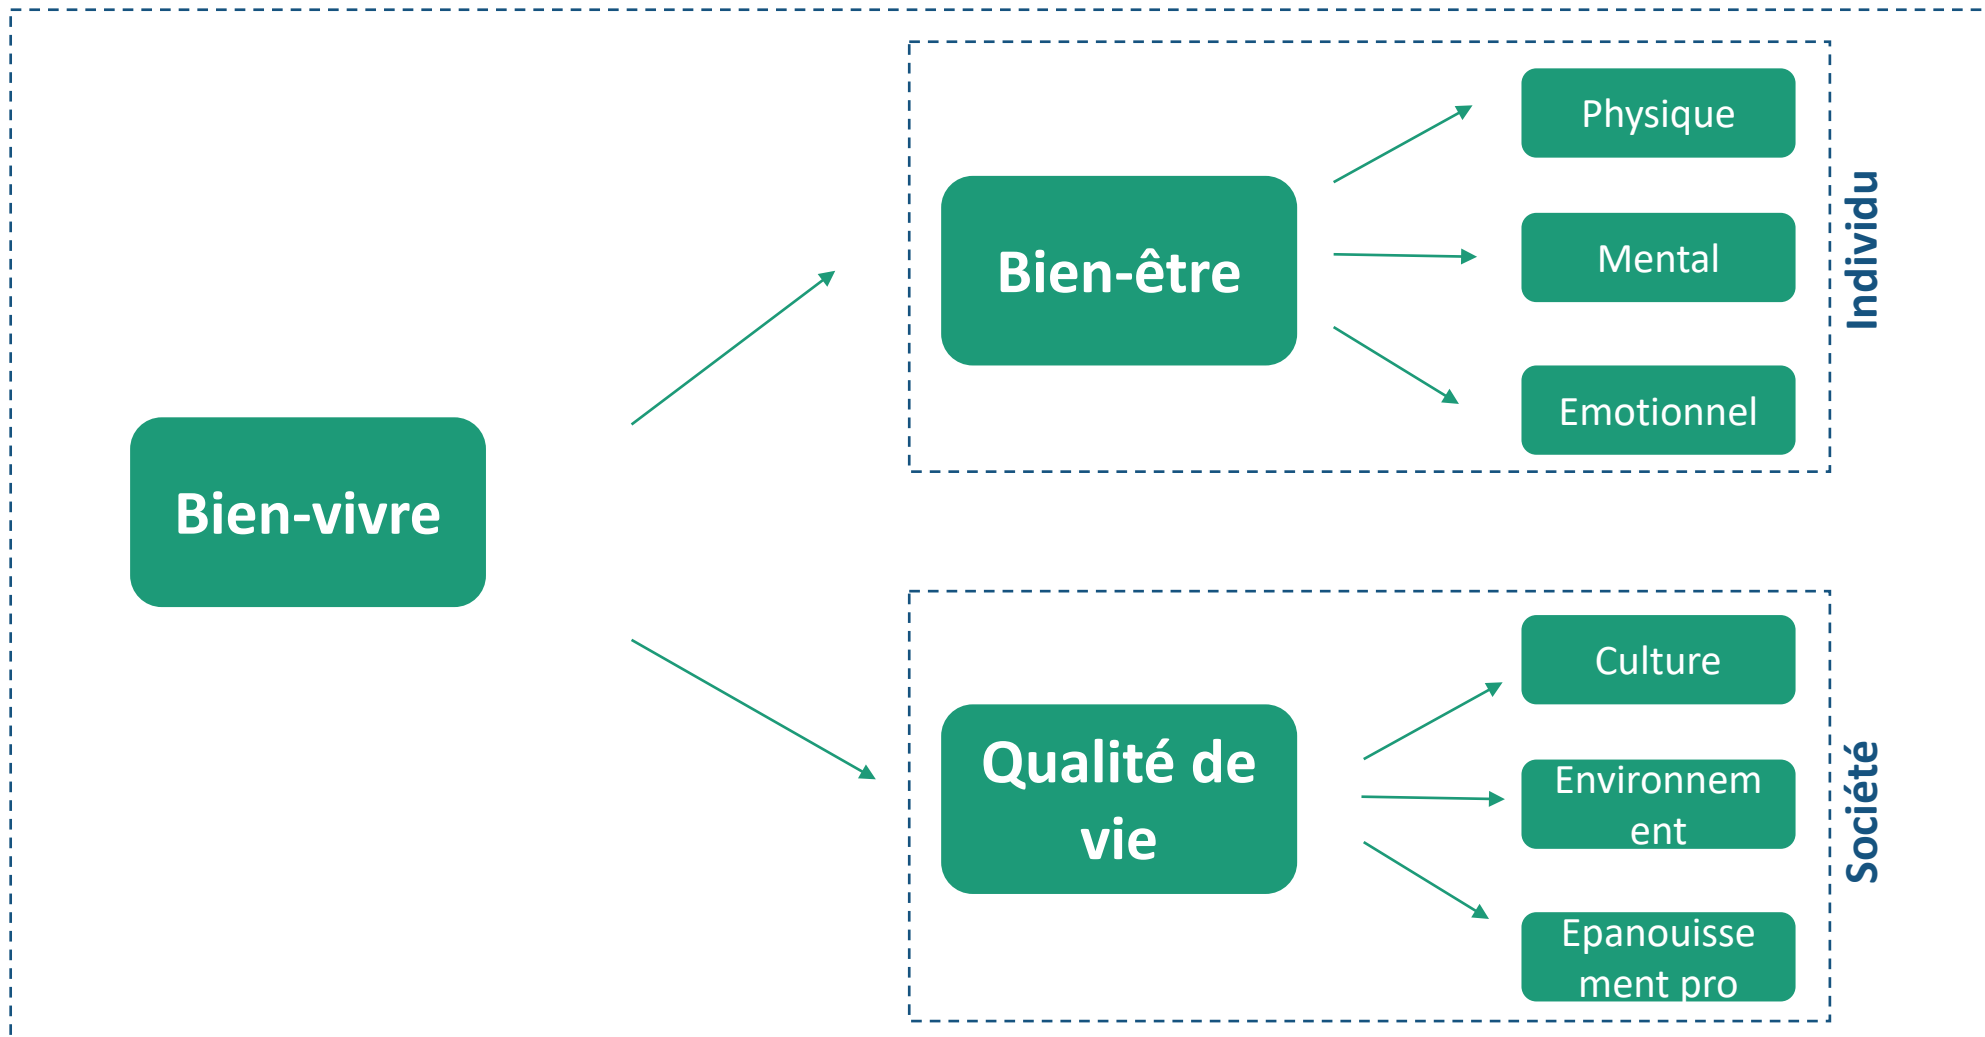 Bien-vivre
Bien-être
Physique
Mental
Emotionnel
Individu
Qualité de
vie
Culture
Environnem
ent
Epanouisse
ment pro
Société